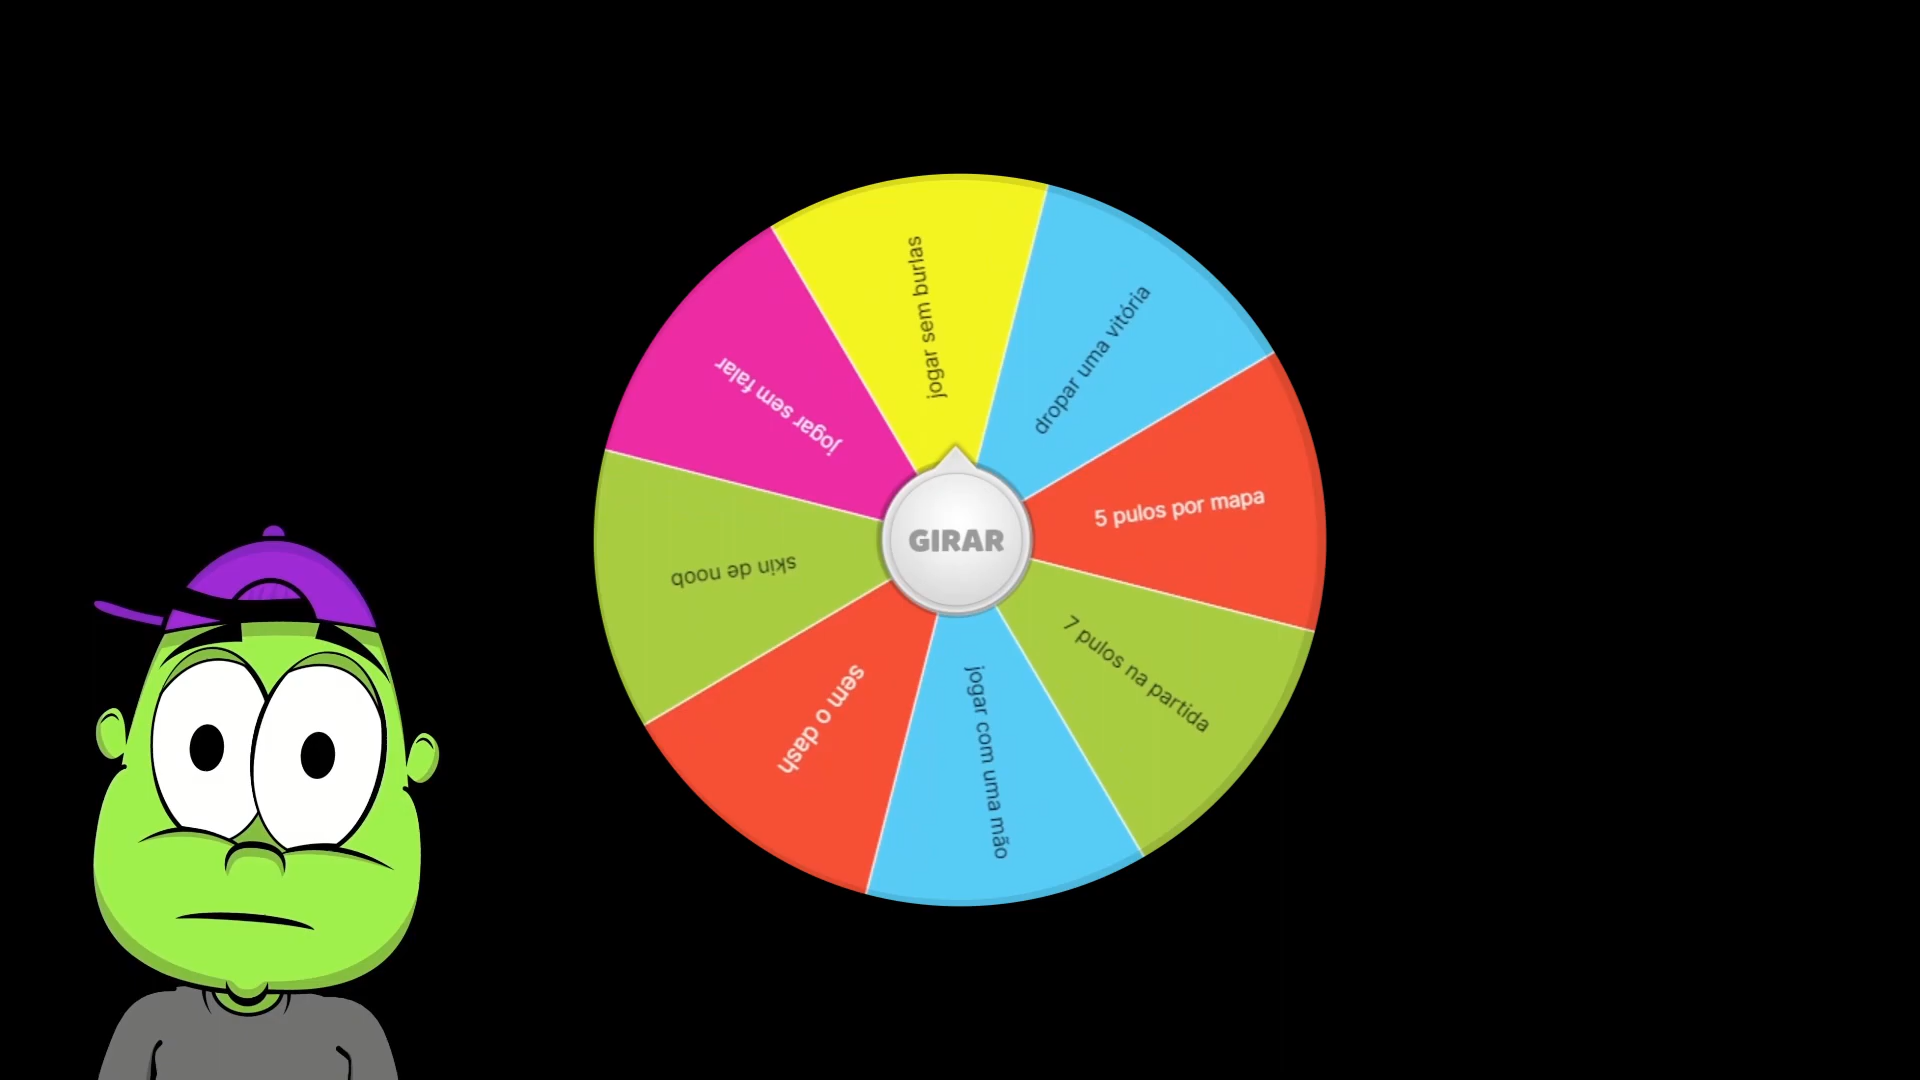 jogar sem burlas
dropar uma vitória
5 pulos por mapa
7 pulos na partida
jogar com uma mão
sem o dash
skin de noob
jogar sem falar
GIRAR